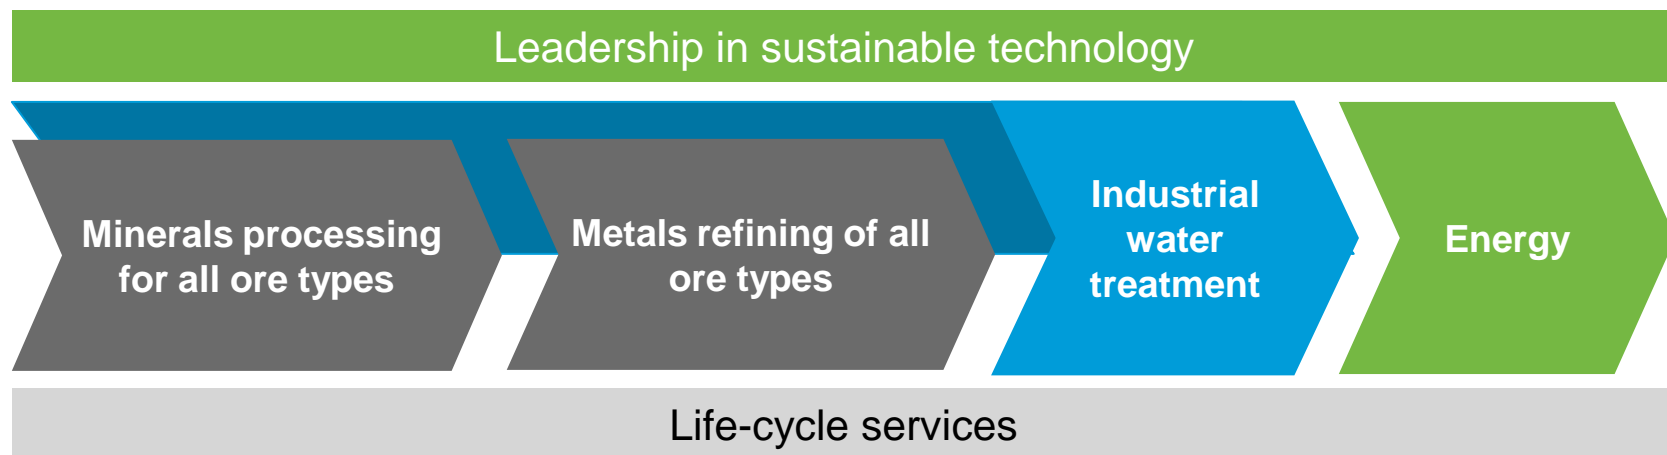 Leadership in sustainable technology
Minerals processing
for all ore types
Metals refining of all
ore types
Industrial
water
treatment
Energy
Life-cycle services